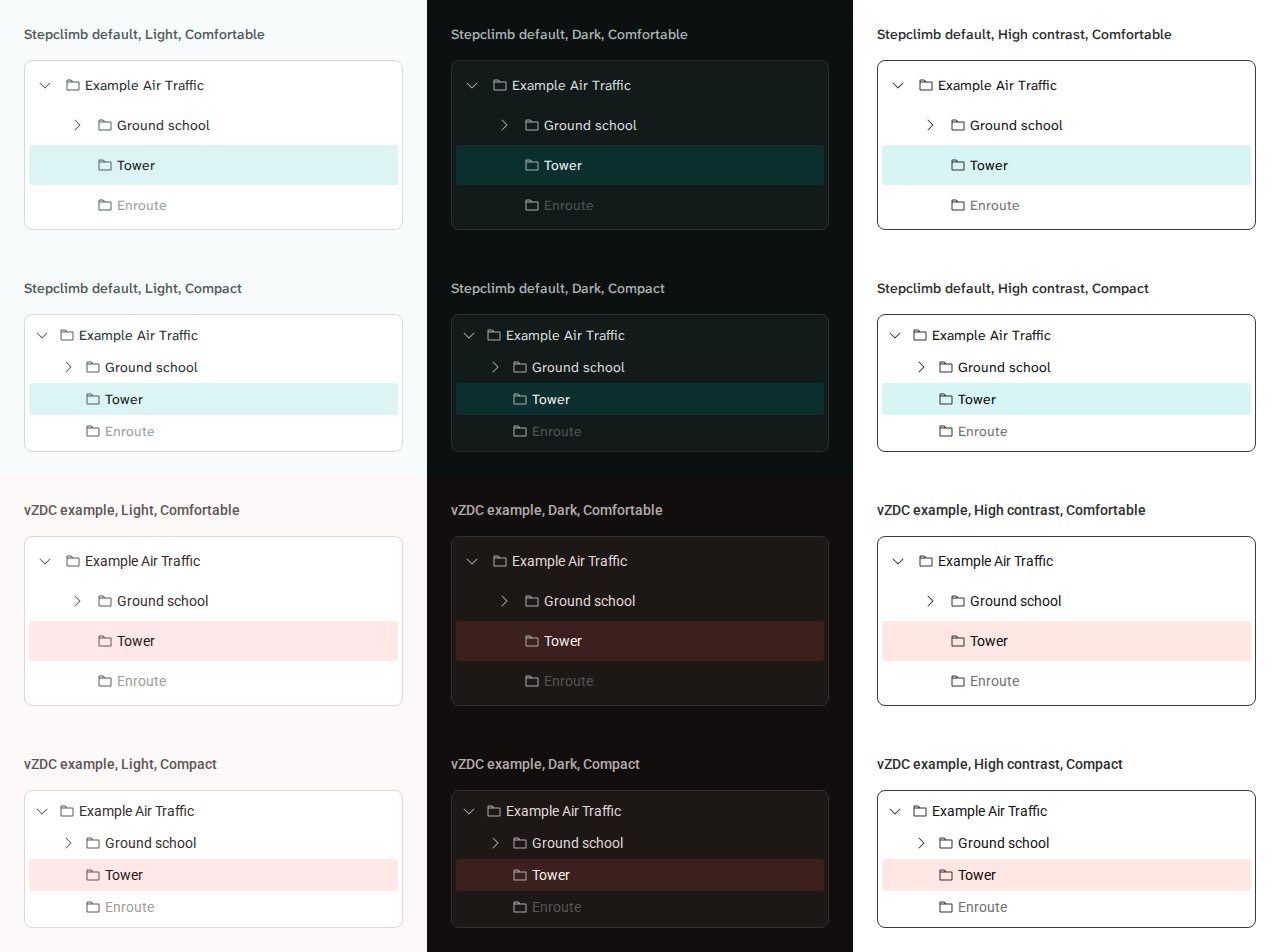 Stepclimb default, Light, Comfortable
Example Air Traffic
Ground school
Tower
Enroute
Stepclimb default, Dark, Comfortable
Example Air Traffic
Ground school
Tower
Enroute
Stepclimb default, High contrast, Comfortable
Example Air Traffic
Ground school
Tower
Enroute
Stepclimb default, Light, Compact
Example Air Traffic
Ground school
Tower
Enroute
Stepclimb default, Dark, Compact
Example Air Traffic
Ground school
Tower
Enroute
Stepclimb default, High contrast, Compact
Example Air Traffic
Ground school
Tower
Enroute
vZDC example, Light, Comfortable
Example Air Traffic
Ground school
Tower
Enroute
vZDC example, Dark, Comfortable
Example Air Traffic
Ground school
Tower
Enroute
vZDC example, High contrast, Comfortable
Example Air Traffic
Ground school
Tower
Enroute
vZDC example, Light, Compact
Example Air Traffic
Ground school
Tower
Enroute
vZDC example, Dark, Compact
Example Air Traffic
Ground school
Tower
Enroute
vZDC example, High contrast, Compact
Example Air Traffic
Ground school
Tower
Enroute